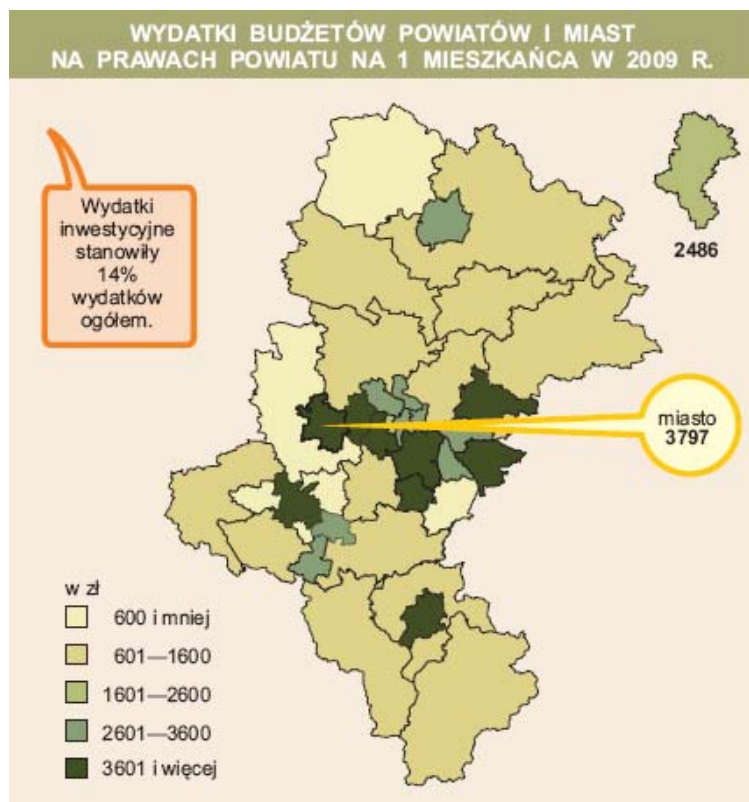 WYDATKI BUDŻETÓW POWIATÓW I MIAST
NA PRAWACH POWIATU NA 1 MIESZKAŃCA W 2009 R.
Wydatki
inwestycyjne
stanowiły
14%
wydatków
ogółem.
2486
miasto
3797
w zł
600 i mniej
601—1600
1601—2600
2601—3600
3601 i więcej